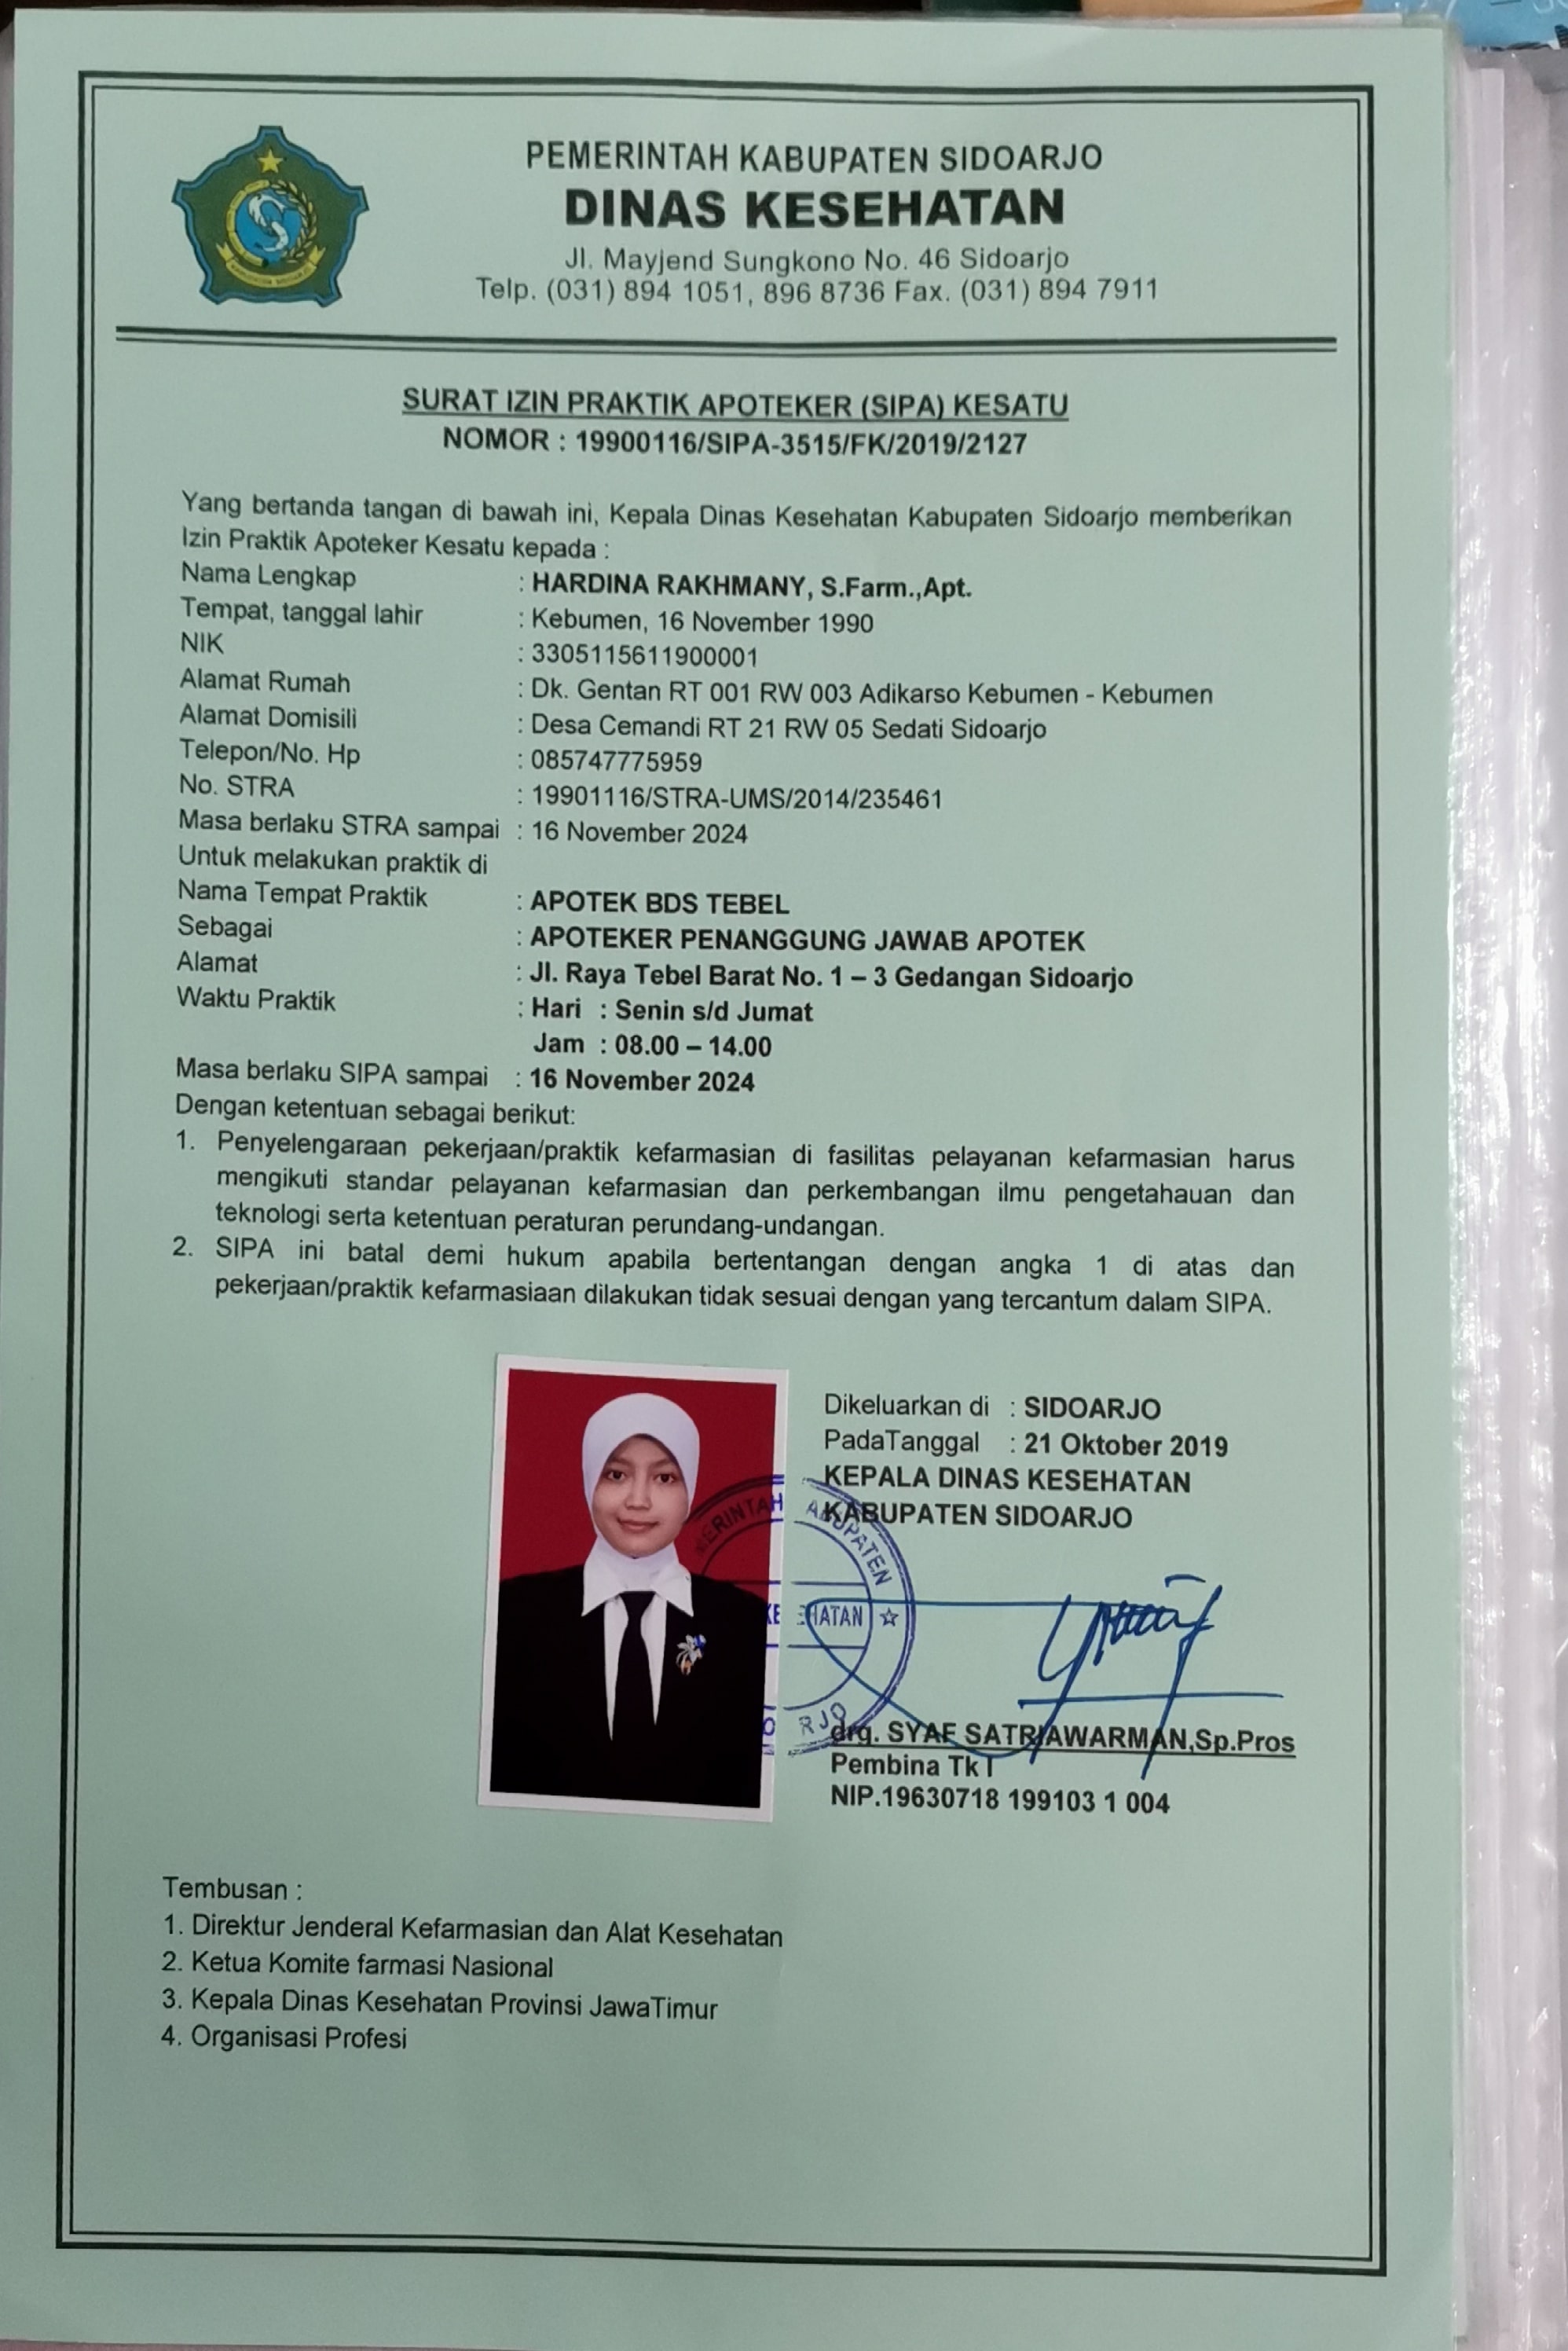 PEMERINTAH KABUPATEN SIDOARJO
DINAS KESEHATAN
Jl. Mayjend Sungkono No. 46 Sidoarjo
Telp. (031) 894 1051, 896 8736 Fax. (031) 894 7911
SURAT IZIN PRAKTIK APOTEKER (SIPA) KESATU
NOMOR : 19900116/SIPA-3515/FK/2019/2127
Yang bertanda tangan di bawah ini, Kepala Dinas Kesehatan Kabupaten Sidoarjo memberikan
Izin Praktik Apoteker Kesatu kepada :
Nama Lengkap : HARDINA RAKHMANY, S.Farm.,Apt.
Tempat, tanggal lahir : Kebumen, 16 November 1990
NIK : 3305115611900001
Alamat Rumah : Dk. Gentan RT 001 RW 003 Adikarso Kebumen - Kebumen
Alamat Domisili : Desa Cemandi RT 21 RW 05 Sedati Sidoarjo
Telepon/No. Hp : 085747775959
No. STRA : 19901116/STRA-UMS/2014/235461
Masa berlaku STRA sampai : 16 November 2024
Untuk melakukan praktik di
Nama Tempat Praktik : APOTEK BDS TEBEL
Sebagai : APOTEKER PENANGGUNG JAWAB APOTEK
Alamat : Jl. Raya Tebel Barat No. 1 – 3 Gedangan Sidoarjo
Waktu Praktik : Hari : Senin s/d Jumat
Jam : 08.00 – 14.00
Masa berlaku SIPA sampai : 16 November 2024
Dengan ketentuan sebagai berikut:
1. Penyelengaraan pekerjaan/praktik kefarmasian di fasilitas pelayanan kefarmasian harus
mengikuti standar pelayanan kefarmasian dan perkembangan ilmu pengetahauan dan
teknologi serta ketentuan peraturan perundang-undangan.
2. SIPA ini batal demi hukum apabila bertentangan dengan angka 1 di atas dan
pekerjaan/praktik kefarmasiaan dilakukan tidak sesuai dengan yang tercantum dalam SIPA.
Dikeluarkan di : SIDOARJO
PadaTanggal : 21 Oktober 2019
KEPALA DINAS KESEHATAN
KABUPATEN SIDOARJO
drg. SYAF SATRIAWARMAN,Sp.Pros
Pembina Tk I
NIP.19630718 199103 1 004
Tembusan :
1. Direktur Jenderal Kefarmasian dan Alat Kesehatan
2. Ketua Komite farmasi Nasional
3. Kepala Dinas Kesehatan Provinsi JawaTimur
4. Organisasi Profesi